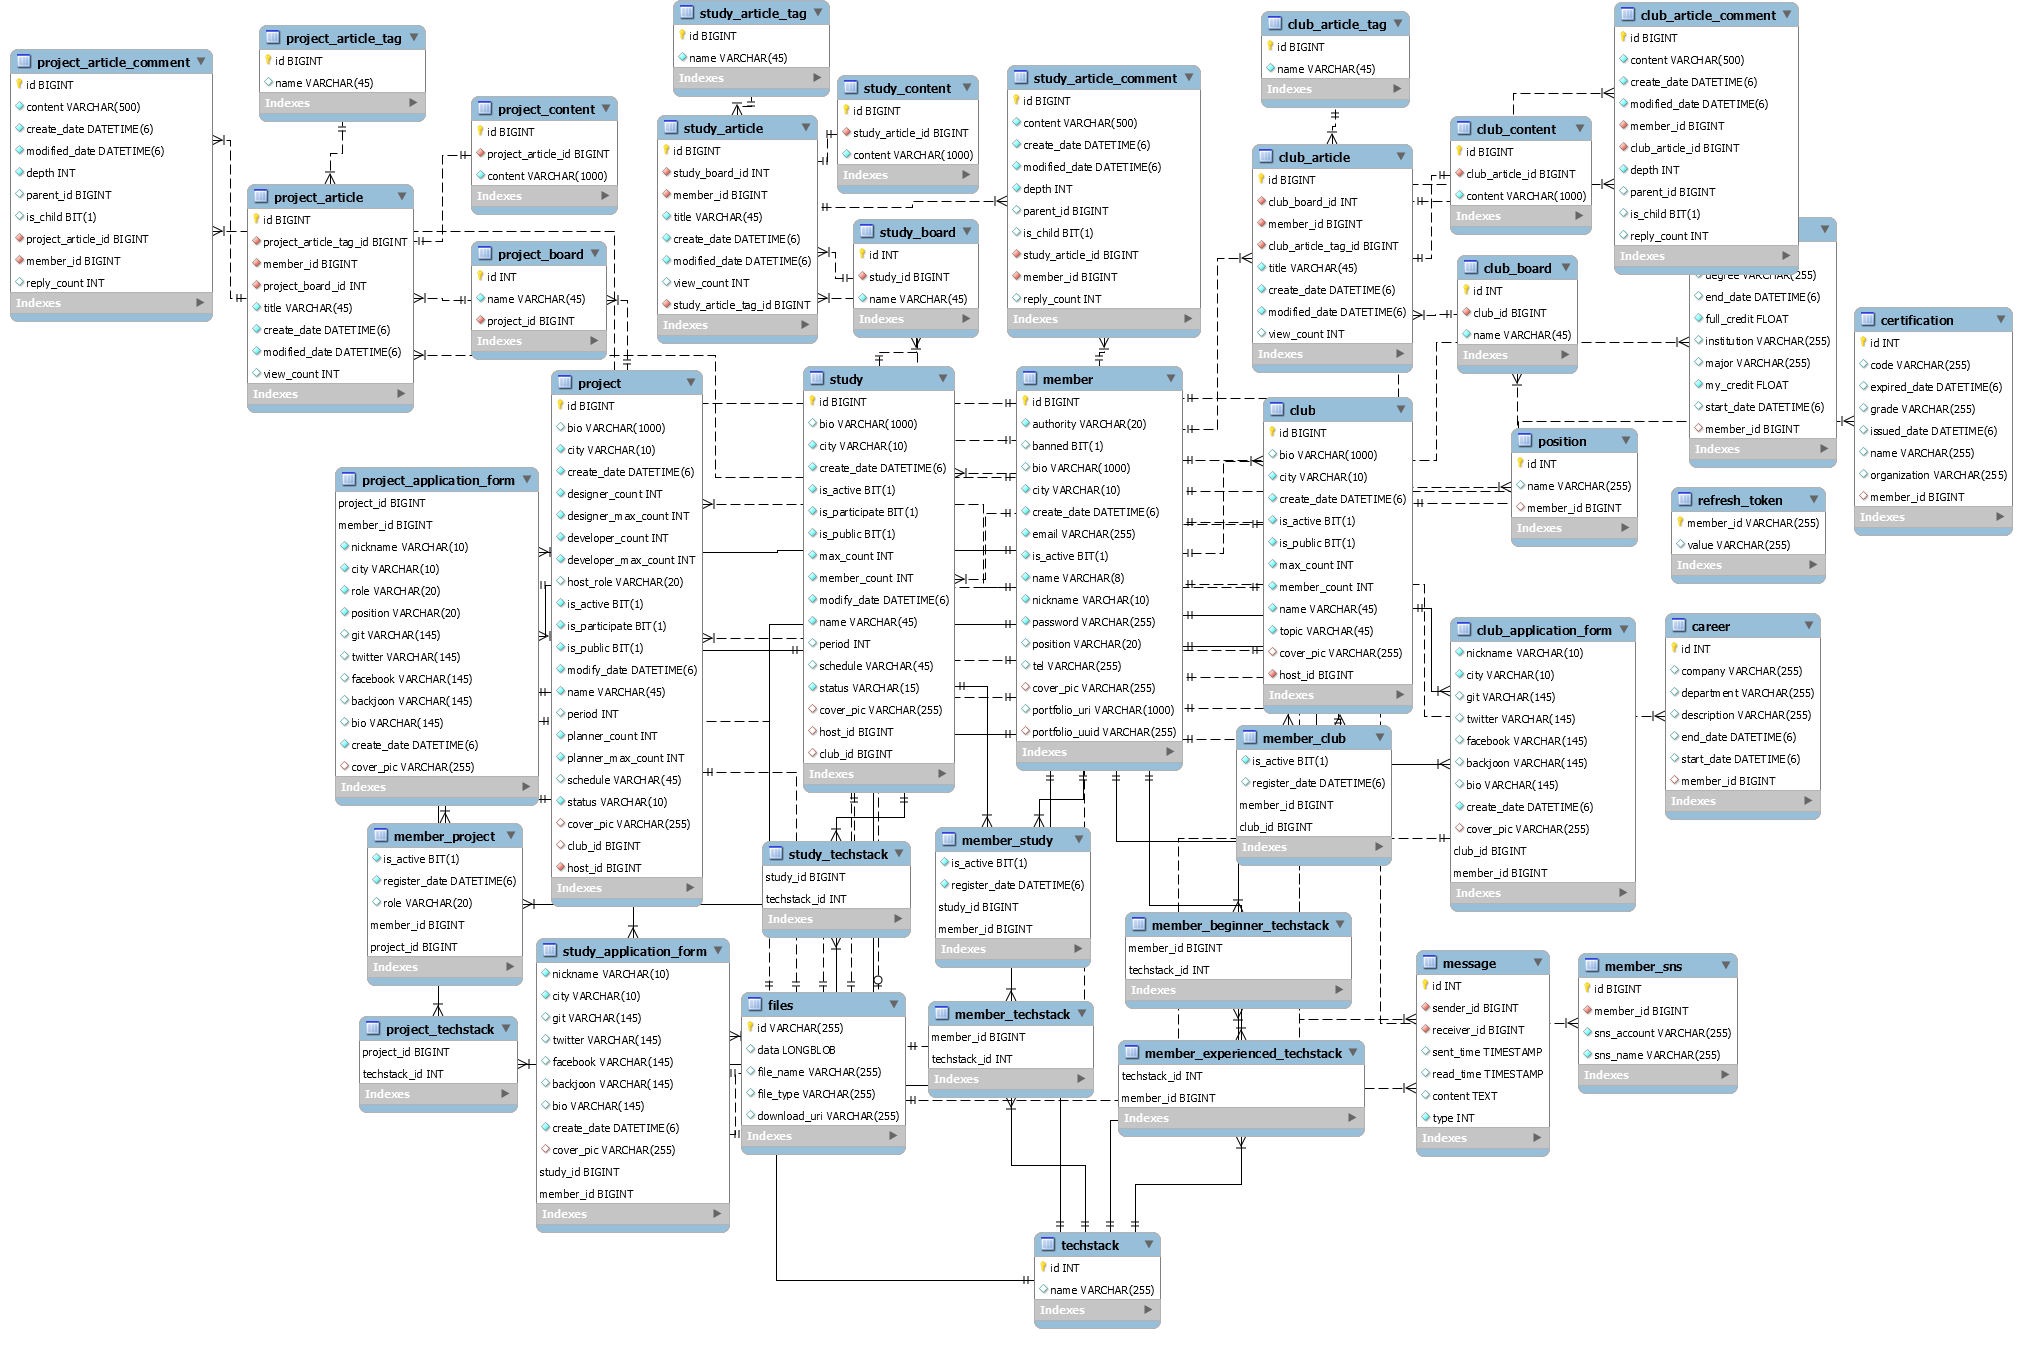 project_article_comment
id BIGINT
content VARCHAR(500)
create_date DATETIME(6)
modified_date DATETIME(6)
depth INT
parent_id BIGINT
is_child BIT(1)
project_article_id BIGINT
member_id BIGINT
reply_count INT
Indexes
project_article_tag
id BIGINT
name VARCHAR(45)
Indexes
project_article
id BIGINT
project_article_tag_id BIGINT
member_id BIGINT
project_board_id INT
title VARCHAR(45)
create_date DATETIME(6)
modified_date DATETIME(6)
view_count INT
Indexes
project_content
id BIGINT
project_article_id BIGINT
content VARCHAR(1000)
Indexes
project_board
id INT
name VARCHAR(45)
project_id BIGINT
Indexes
study_article_tag
id BIGINT
name VARCHAR(45)
Indexes
study_article
id BIGINT
study_board_id INT
member_id BIGINT
title VARCHAR(45)
create_date DATETIME(6)
modified_date DATETIME(6)
view_count INT
study_article_tag_id BIGINT
Indexes
study_content
id BIGINT
study_article_id BIGINT
content VARCHAR(1000)
Indexes
study_board
id INT
study_id BIGINT
name VARCHAR(45)
Indexes
study_article_comment
id BIGINT
content VARCHAR(500)
create_date DATETIME(6)
modified_date DATETIME(6)
depth INT
parent_id BIGINT
is_child BIT(1)
study_article_id BIGINT
member_id BIGINT
reply_count INT
Indexes
club_article_tag
id BIGINT
name VARCHAR(45)
Indexes
club_article
id BIGINT
club_board_id INT
member_id BIGINT
club_article_tag_id BIGINT
title VARCHAR(45)
create_date DATETIME(6)
modified_date DATETIME(6)
view_count INT
Indexes
club_content
id BIGINT
club_article_id BIGINT
content VARCHAR(1000)
Indexes
club_board
id INT
club_id BIGINT
name VARCHAR(45)
Indexes
club_article_comment
id BIGINT
content VARCHAR(500)
create_date DATETIME(6)
modified_date DATETIME(6)
member_id BIGINT
club_article_id BIGINT
depth INT
parent_id BIGINT
is_child BIT(1)
reply_count INT
Indexes
degree VARCHAR(255)
end_date DATETIME(6)
full_credit FLOAT
institution VARCHAR(255)
major VARCHAR(255)
my_credit FLOAT
start_date DATETIME(6)
member_id BIGINT
Indexes
certification
id INT
code VARCHAR(255)
expired_date DATETIME(6)
grade VARCHAR(255)
issued_date DATETIME(6)
name VARCHAR(255)
organization VARCHAR(255)
member_id BIGINT
Indexes
project_application_form
project_id BIGINT
member_id BIGINT
nickname VARCHAR(10)
city VARCHAR(10)
role VARCHAR(20)
position VARCHAR(20)
git VARCHAR(145)
twitter VARCHAR(145)
facebook VARCHAR(145)
backjoon VARCHAR(145)
bio VARCHAR(145)
create_date DATETIME(6)
cover_pic VARCHAR(255)
Indexes
project
id BIGINT
bio VARCHAR(1000)
city VARCHAR(10)
create_date DATETIME(6)
designer_count INT
designer_max_count INT
developer_count INT
developer_max_count INT
host_role VARCHAR(20)
is_active BIT(1)
is_participate BIT(1)
is_public BIT(1)
modify_date DATETIME(6)
name VARCHAR(45)
period INT
planner_count INT
planner_max_count INT
schedule VARCHAR(45)
status VARCHAR(10)
cover_pic VARCHAR(255)
club_id BIGINT
host_id BIGINT
Indexes
study
id BIGINT
bio VARCHAR(1000)
city VARCHAR(10)
create_date DATETIME(6)
is_active BIT(1)
is_participate BIT(1)
is_public BIT(1)
max_count INT
member_count INT
modify_date DATETIME(6)
name VARCHAR(45)
period INT
schedule VARCHAR(45)
status VARCHAR(15)
cover_pic VARCHAR(255)
host_id BIGINT
club_id BIGINT
Indexes
member
id BIGINT
authority VARCHAR(20)
banned BIT(1)
bio VARCHAR(1000)
city VARCHAR(10)
create_date DATETIME(6)
email VARCHAR(255)
is_active BIT(1)
name VARCHAR(8)
nickname VARCHAR(10)
password VARCHAR(255)
position VARCHAR(20)
tel VARCHAR(255)
cover_pic VARCHAR(255)
portfolio_uri VARCHAR(1000)
portfolio_uuid VARCHAR(255)
Indexes
club
id BIGINT
bio VARCHAR(1000)
city VARCHAR(10)
create_date DATETIME(6)
is_active BIT(1)
is_public BIT(1)
max_count INT
member_count INT
name VARCHAR(45)
topic VARCHAR(45)
cover_pic VARCHAR(255)
host_id BIGINT
Indexes
position
id INT
name VARCHAR(255)
member_id BIGINT
Indexes
refresh_token
member_id VARCHAR(255)
value VARCHAR(255)
Indexes
club_application_form
nickname VARCHAR(10)
city VARCHAR(10)
git VARCHAR(145)
twitter VARCHAR(145)
facebook VARCHAR(145)
backjoon VARCHAR(145)
bio VARCHAR(145)
create_date DATETIME(6)
cover_pic VARCHAR(255)
club_id BIGINT
member_id BIGINT
Indexes
career
id INT
company VARCHAR(255)
department VARCHAR(255)
description VARCHAR(255)
end_date DATETIME(6)
start_date DATETIME(6)
member_id BIGINT
Indexes
member_club
is_active BIT(1)
register_date DATETIME(6)
member_id BIGINT
club_id BIGINT
Indexes
member_project
is_active BIT(1)
register_date DATETIME(6)
role VARCHAR(20)
member_id BIGINT
project_id BIGINT
Indexes
study_techstack
study_id BIGINT
techstack_id INT
Indexes
member_study
is_active BIT(1)
register_date DATETIME(6)
study_id BIGINT
member_id BIGINT
Indexes
member_beginner_techstack
member_id BIGINT
techstack_id INT
Indexes
project_techstack
project_id BIGINT
techstack_id INT
Indexes
study_application_form
nickname VARCHAR(10)
city VARCHAR(10)
git VARCHAR(145)
twitter VARCHAR(145)
facebook VARCHAR(145)
backjoon VARCHAR(145)
bio VARCHAR(145)
create_date DATETIME(6)
cover_pic VARCHAR(255)
study_id BIGINT
member_id BIGINT
Indexes
files
id VARCHAR(255)
data LONGBLOB
file_name VARCHAR(255)
file_type VARCHAR(255)
download_uri VARCHAR(255)
Indexes
member_techstack
member_id BIGINT
techstack_id INT
Indexes
member_experienced_techstack
techstack_id INT
member_id BIGINT
Indexes
message
id INT
sender_id BIGINT
receiver_id BIGINT
sent_time TIMESTAMP
read_time TIMESTAMP
content TEXT
type INT
Indexes
member_sns
id BIGINT
member_id BIGINT
sns_account VARCHAR(255)
sns_name VARCHAR(255)
Indexes
techstack
id INT
name VARCHAR(255)
Indexes